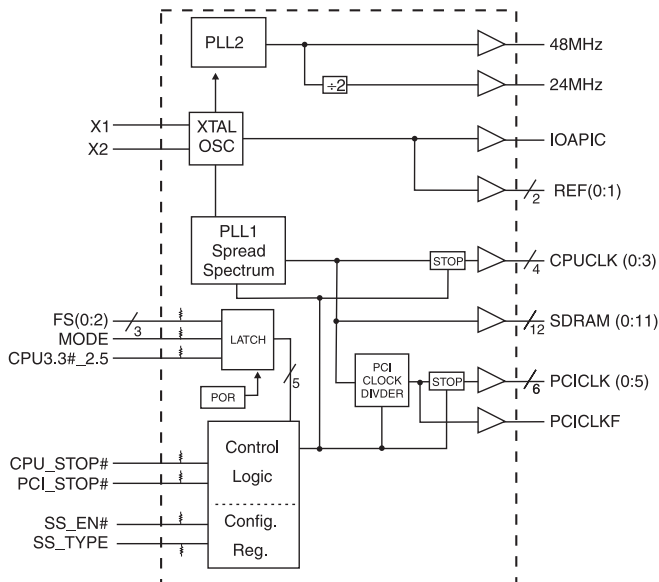 PLL2
48MHz
÷2
24MHz
X1
X2
XTAL
OSC
IOAPIC
REF(0:1)
2
PLL1
Spread
Spectrum
STOP
CPUCLK (0:3)
4
FS(0:2)
3
MODE
CPU3.3#_2.5
LATCH
SDRAM (0:11)
12
POR
5
PCI
CLOCK
DIVDER
STOP
PCICLK (0:5)
6
PCICLKF
Control
Logic
CPU_STOP#
PCI_STOP#
SS_EN#
SS_TYPE
Config.
Reg.